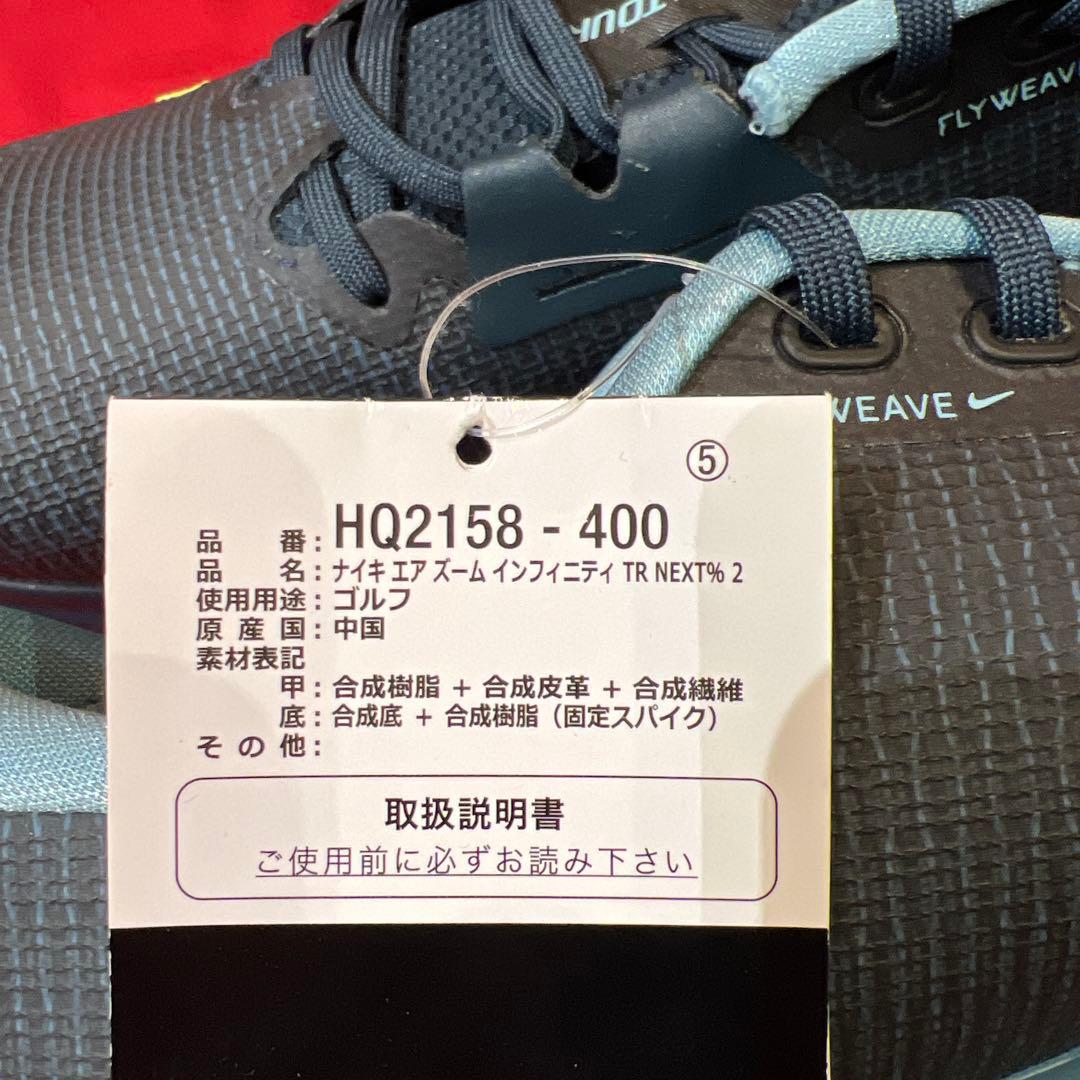 TOUR
FLYWEAVE
WEAVE
⑤
品番：HQ2158 - 400
品名：ナイキ エア ズーム インフィニティ TR NEXT% 2
使用用途：ゴルフ
原産国：中国
素材表記
甲：合成樹脂 ＋ 合成皮革 ＋ 合成繊維
底：合成底 ＋ 合成樹脂（固定スパイク）
その他：
取扱説明書
ご使用前に必ずお読み下さい